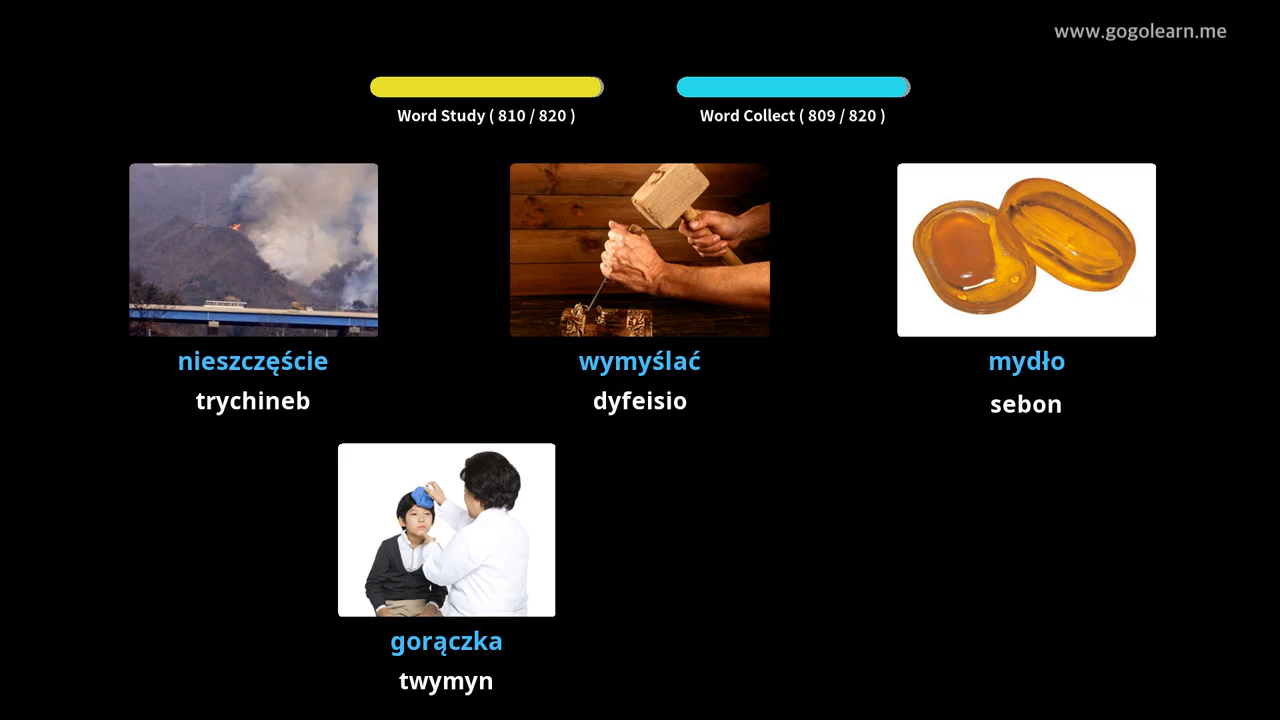 www.gogolearn.me
Word Study ( 810 / 820 )
Word Collect ( 809 / 820 )
nieszczęście
trychineb
wymyślać
dyfeisio
mydło
sebon
gorączka
twymyn